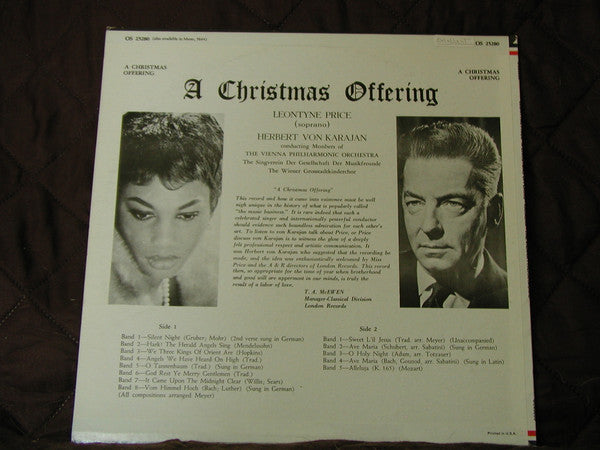 OS 25280 (also available in Mono, 5644)
OS 25280
A CHRISTMAS
OFFERING
A CHRISTMAS
OFFERING
A Christmas Offering
LEONTYNE PRICE
(soprano)
HERBERT VON KARAJAN
conducting Members of
THE VIENNA PHILHARMONIC ORCHESTRA
The Singverein Der Gesellschaft Der Musikfreunde
The Wiener Grosstadtkinderchor
"A Christmas Offering"
This record and how it came into existence must be well
nigh unique in the history of what is popularly called
"the music business". It is rare indeed that such a
celebrated singer and internationally powerful conductor
should evidence such boundless admiration for each other's
art. To listen to von Karajan talk about Price, or Price
discuss von Karajan is to witness the glow of a deeply
felt professional respect and artistic communication. It
was Herbert von Karajan who suggested that the recording be
made, and the idea was enthusiastically welcomed by Miss
Price and the A & R directors of London Records. This record
then, so appropriate for the time of year when brotherhood
and good will are uppermost in our minds, is truly the
result of a labor of love.
T. A. McEWEN
Manager-Classical Division
London Records
Side 1
Band 1—Silent Night (Gruber; Mohr) (2nd verse sung in German)
Band 2—Hark! The Herald Angels Sing (Mendelssohn)
Band 3—We Three Kings Of Orient Are (Hopkins)
Band 4—Angels We Have Heard On High (Trad.)
Band 5—O Tannenbaum (Trad.) (Sung in German)
Band 6—God Rest Ye Merry Gentlemen (Trad.)
Band 7—It Came Upon The Midnight Clear (Willis; Sears)
Band 8—Vom Himmel Hoch (Bach; Luther) (Sung in German)
(All compositions arranged Meyer)
Side 2
Band 1—Sweet L'il Jesus (Trad. arr. Meyer) (Unaccompanied)
Band 2—Ave Maria (Schubert, arr. Sabatini) (Sung in German)
Band 3—O Holy Night (Adam, arr. Totzauer)
Band 4—Ave Maria (Bach, Gounod arr. Sabatini) (Sung in Latin)
Band 5—Alleluja (K. 165) (Mozart)
Printed in U.S.A.